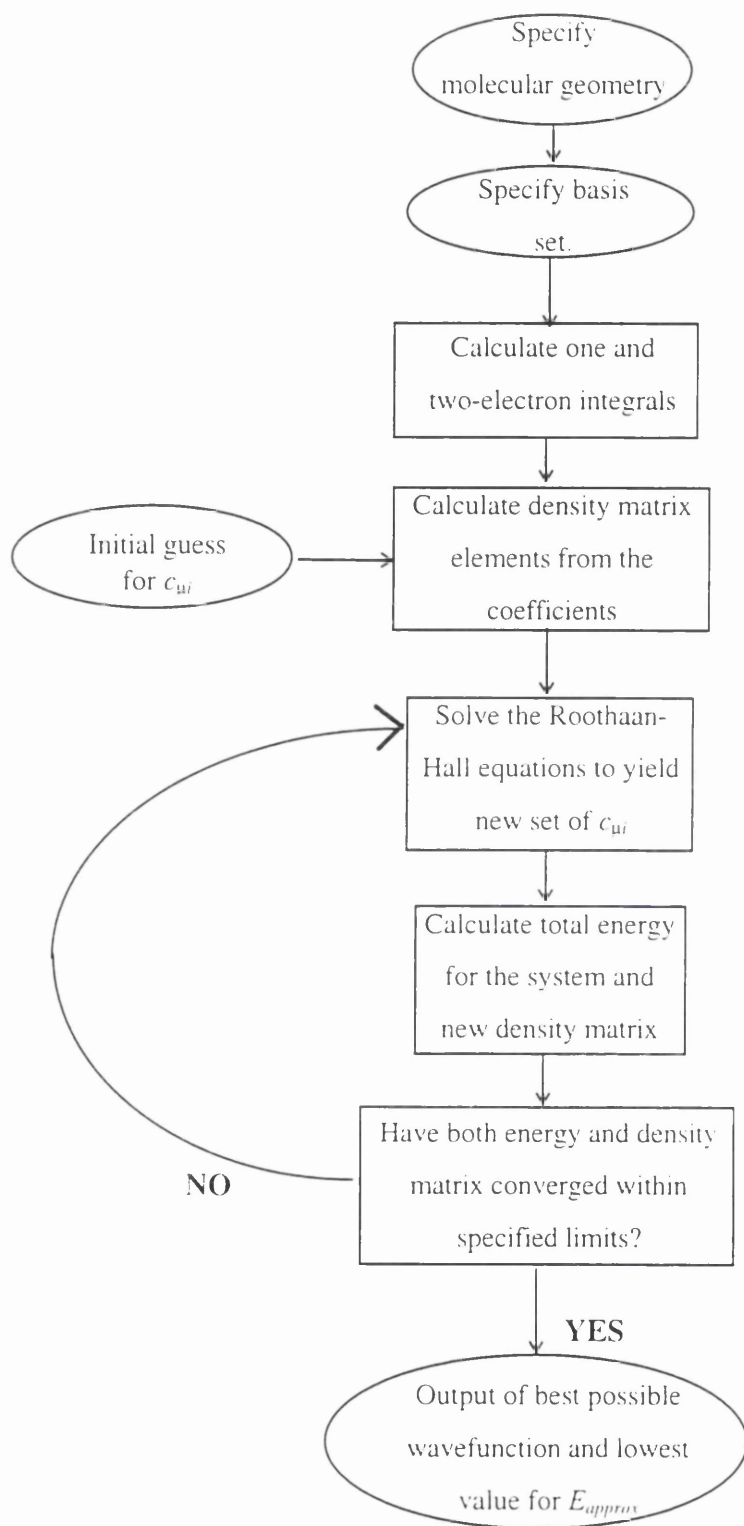 Specify
molecular geometry
Specify basis
set.
Calculate one and
two-electron integrals
Calculate density matrix
elements from the
coefficients
Initial guess
for cμi
Solve the Roothaan-
Hall equations to yield
new set of cμi
Calculate total energy
for the system and
new density matrix
Have both energy and density
matrix converged within
specified limits?
NO
YES
Output of best possible
wavefunction and lowest
value for Eapprox